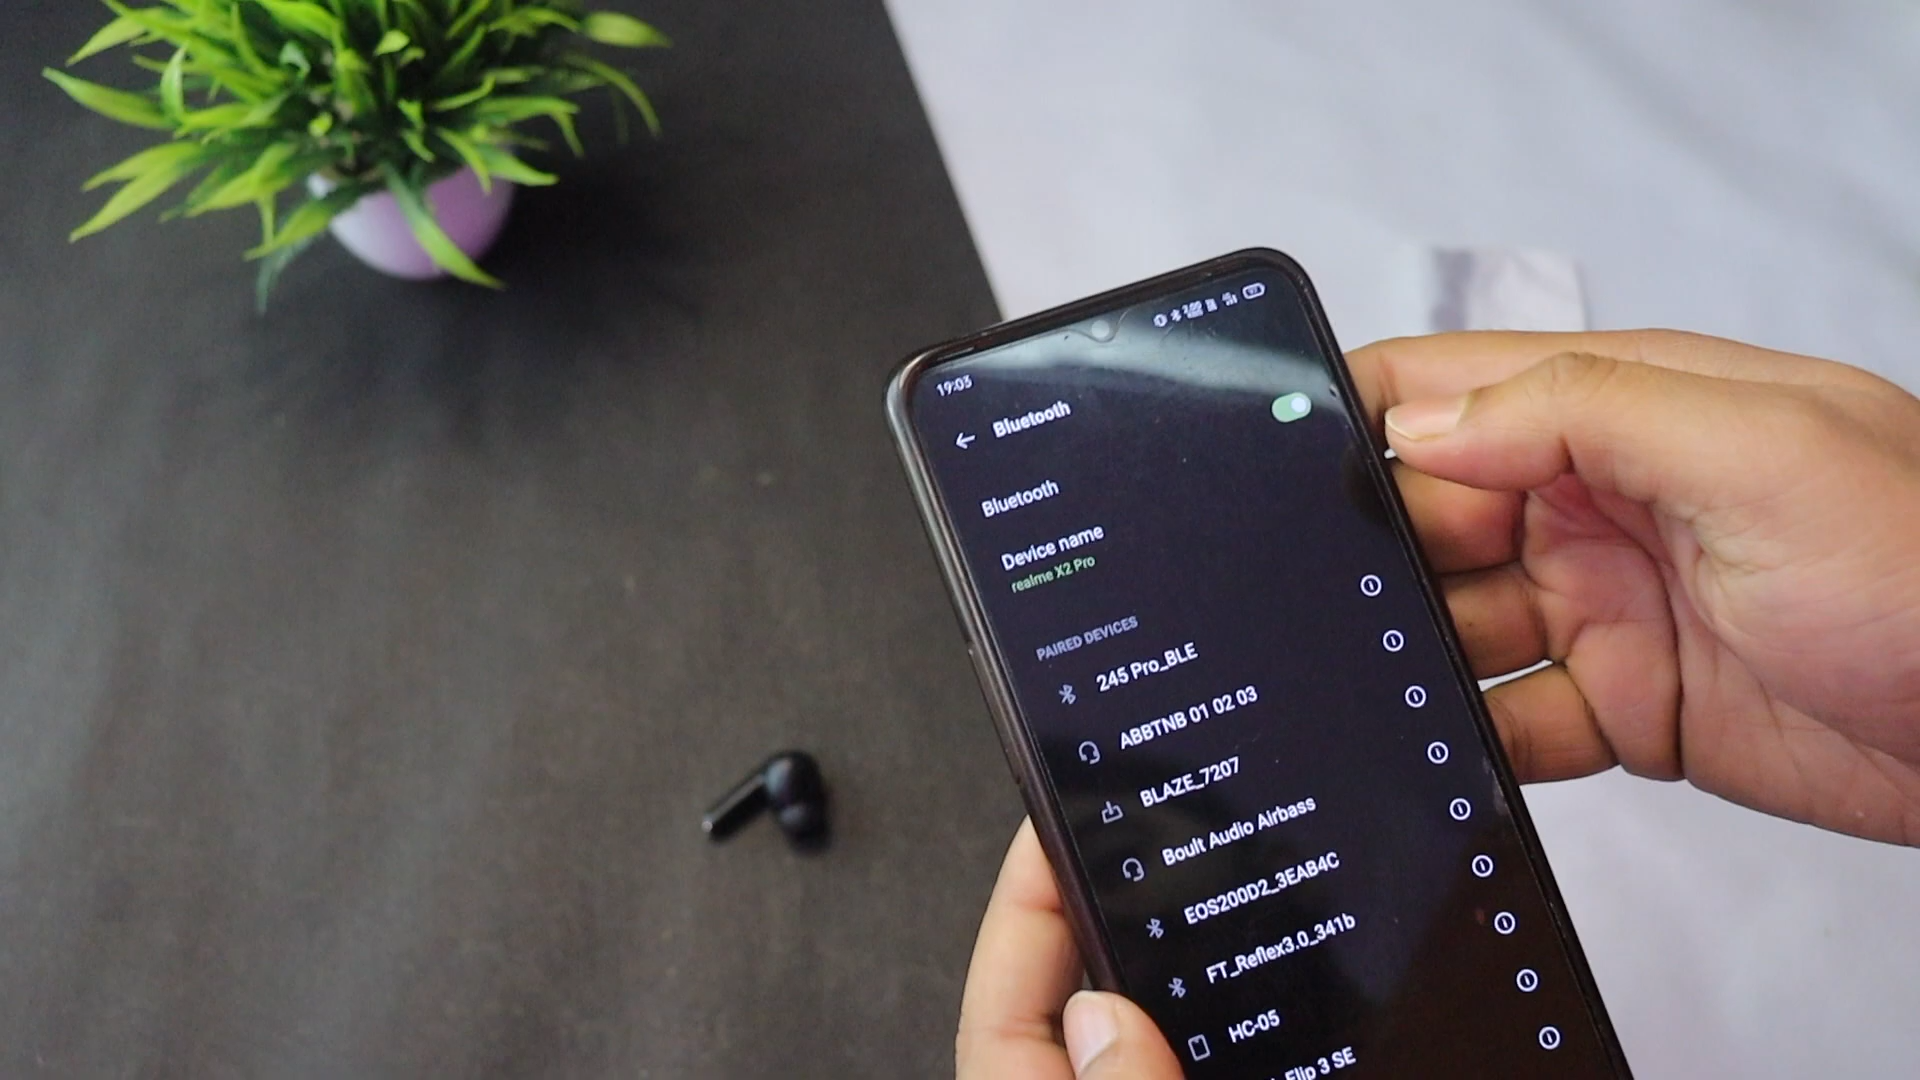 19:03
Bluetooth
Bluetooth
Device name
realme X2 Pro
PAIRED DEVICES
245 Pro_BLE
ABBTNB 01 02 03
BLAZE_7207
Boult Audio Airbass
EOS200D2_3EAB4C
FT_Reflex3.0_341b
HC-05
Flip 3 SE